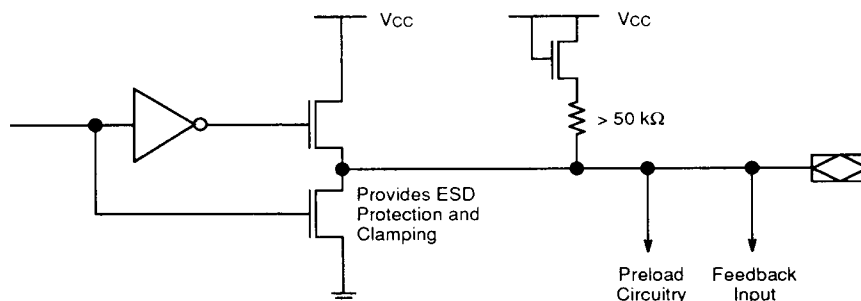 Vcc
Vcc
> 50 kΩ
Provides ESD
Protection and
Clamping
Preload
Circuitry
Feedback
Input